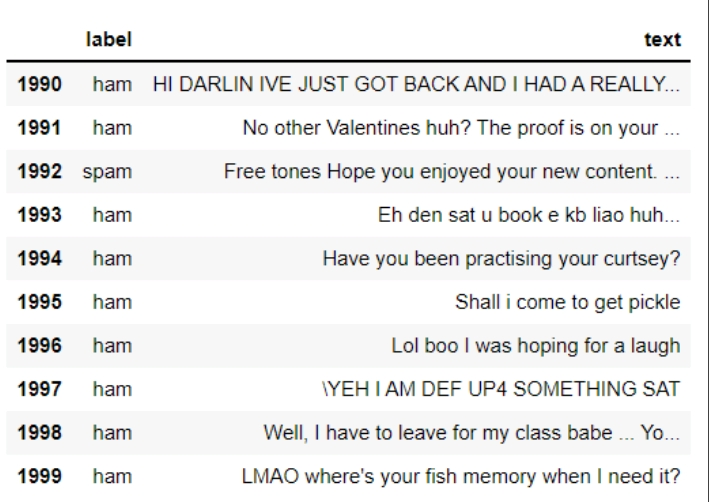 label text
1990 ham HI DARLIN IVE JUST GOT BACK AND I HAD A REALLY...
1991 ham No other Valentines huh? The proof is on your ...
1992 spam Free tones Hope you enjoyed your new content. ...
1993 ham Eh den sat u book e kb liao huh...
1994 ham Have you been practising your curtsey?
1995 ham Shall i come to get pickle
1996 ham Lol boo I was hoping for a laugh
1997 ham \YEH I AM DEF UP4 SOMETHING SAT
1998 ham Well, I have to leave for my class babe ... Yo...
1999 ham LMAO where's your fish memory when I need it?